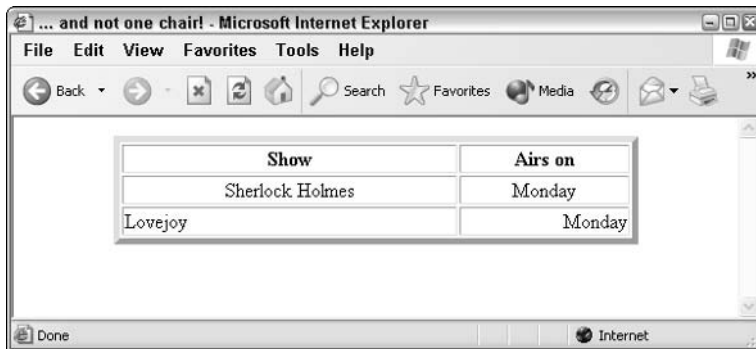 ... and not one chair! - Microsoft Internet Explorer
File Edit View Favorites Tools Help
Back Search Favorites Media »
Show Airs on
Sherlock Holmes Monday
Lovejoy Monday
Done Internet